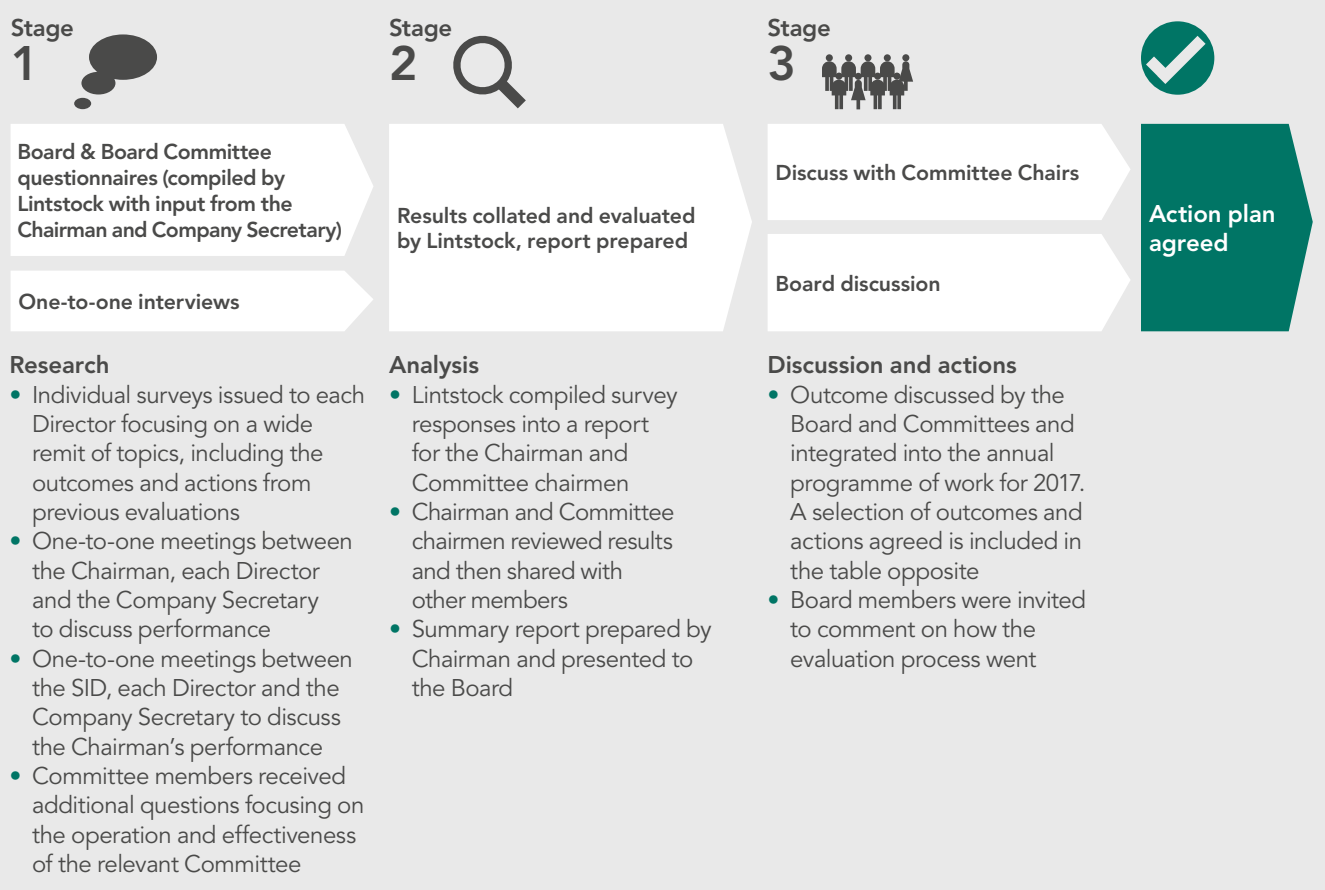 Stage
1
Board & Board Committee
questionnaires (compiled by
Lintstock with input from the
Chairman and Company Secretary)
One-to-one interviews
Research
• Individual surveys issued to each
Director focusing on a wide
remit of topics, including the
outcomes and actions from
previous evaluations
• One-to-one meetings between
the Chairman, each Director
and the Company Secretary
to discuss performance
• One-to-one meetings between
the SID, each Director and the
Company Secretary to discuss
the Chairman's performance
• Committee members received
additional questions focusing on
the operation and effectiveness
of the relevant Committee
Stage
2
Results collated and evaluated
by Lintstock, report prepared
Analysis
• Lintstock compiled survey
responses into a report
for the Chairman and
Committee chairmen
• Chairman and Committee
chairmen reviewed results
and then shared with
other members
• Summary report prepared by
Chairman and presented to
the Board
Stage
3
Discuss with Committee Chairs
Board discussion
Discussion and actions
• Outcome discussed by the
Board and Committees and
integrated into the annual
programme of work for 2017.
A selection of outcomes and
actions agreed is included in
the table opposite
• Board members were invited
to comment on how the
evaluation process went
Action plan
agreed